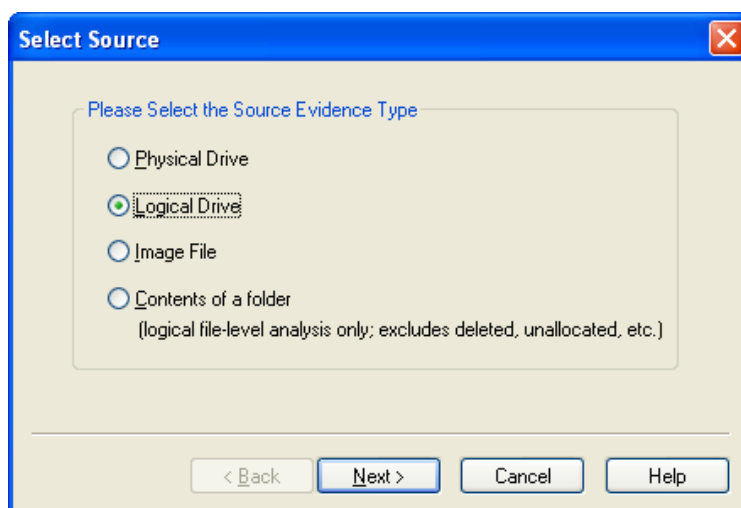 Select Source
Please Select the Source Evidence Type
Physical Drive
Logical Drive
Image File
Contents of a folder
(logical file-level analysis only; excludes deleted, unallocated, etc.)
< Back Next > Cancel Help